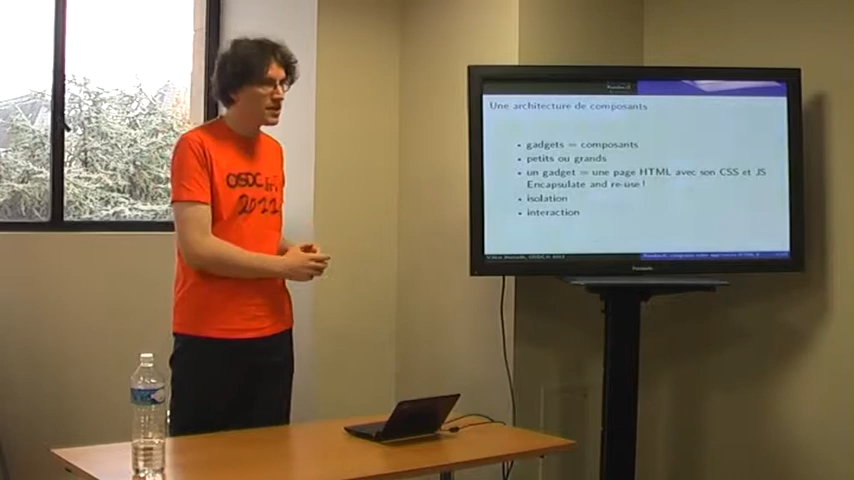 Une architecture de composants
• gadgets = composants
• petits ou grands
• un gadget = une page HTML avec son CSS et JS
Encapsulate and re-use !
• isolation
• interaction
Panasonic
OSDC.fr
2012